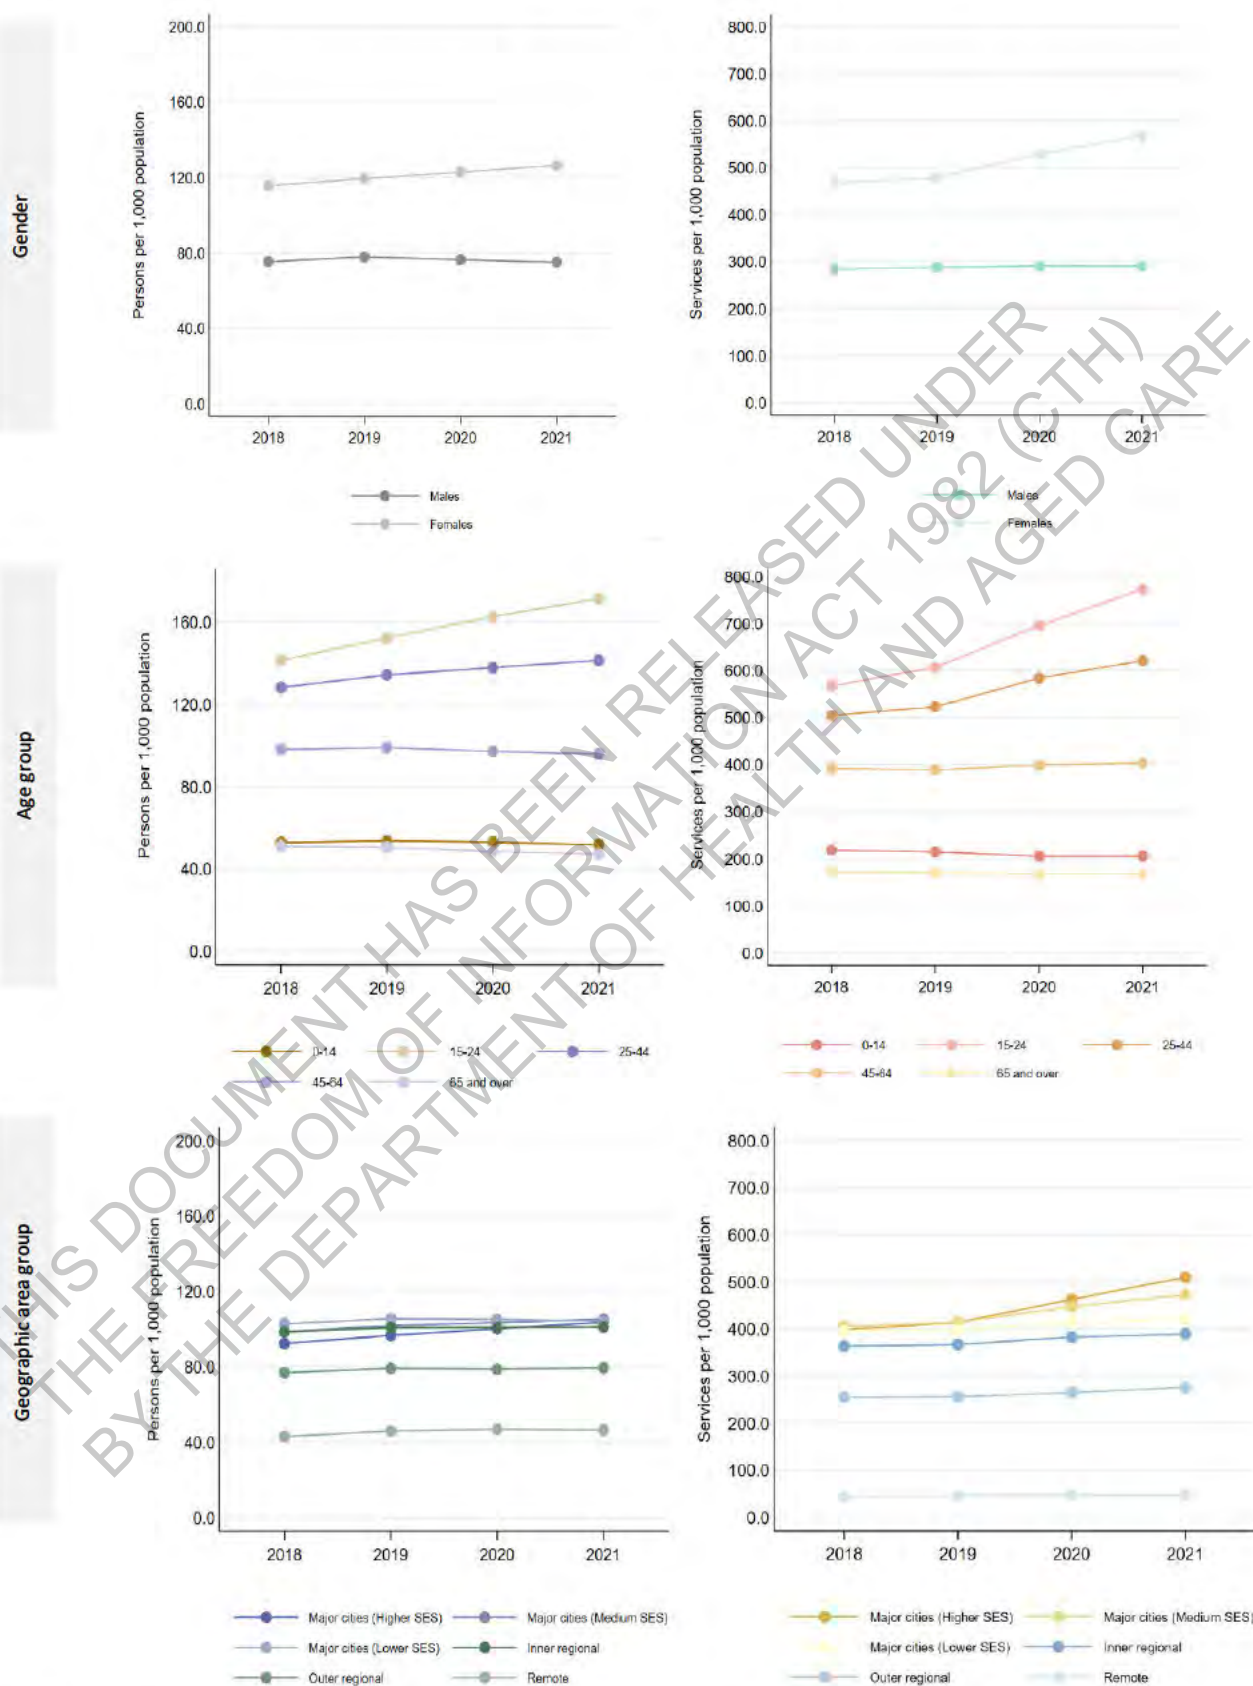 Gender
Persons per 1,000 population
200.0
160.0
120.0
80.0
40.0
0.0
2018 2019 2020 2021
Males
Females
Services per 1,000 population
800.0
700.0
600.0
500.0
400.0
300.0
200.0
100.0
0.0
2018 2019 2020 2021
Males
Females
Age group
Persons per 1,000 population
160.0
120.0
80.0
40.0
0.0
2018 2019 2020 2021
0-14 15-24 25-44
45-64 65 and over
Services per 1,000 population
800.0
700.0
600.0
500.0
400.0
300.0
200.0
100.0
0.0
2018 2019 2020 2021
0-14 15-24 25-44
45-64 65 and over
Geographic area group
Persons per 1,000 population
200.0
160.0
120.0
80.0
40.0
0.0
2018 2019 2020 2021
Major cities (Higher SES) Major cities (Medium SES)
Major cities (Lower SES) Inner regional
Outer regional Remote
Services per 1,000 population
800.0
700.0
600.0
500.0
400.0
300.0
200.0
100.0
0.0
2018 2019 2020 2021
Major cities (Higher SES) Major cities (Medium SES)
Major cities (Lower SES) Inner regional
Outer regional Remote
THIS DOCUMENT HAS BEEN RELEASED UNDER
THE FREEDOM OF INFORMATION ACT 1982 (CTH)
BY THE DEPARTMENT OF HEALTH AND AGED CARE